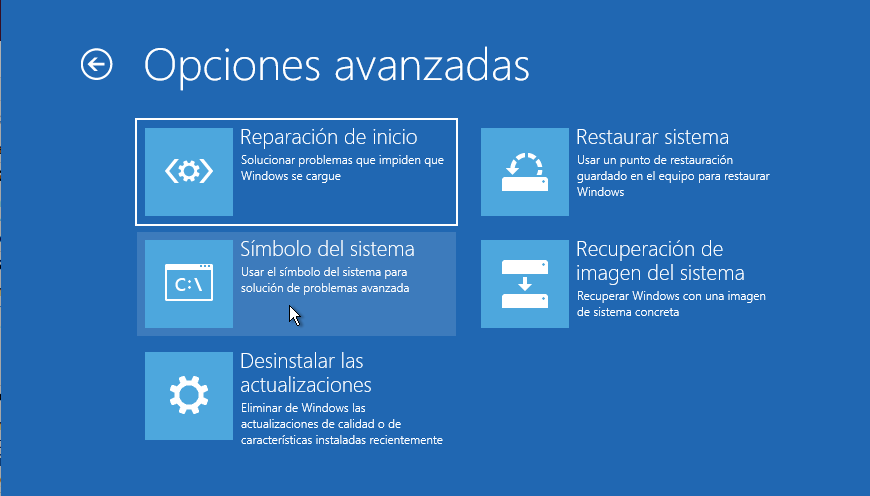 Opciones avanzadas
Reparación de inicio
Solucionar problemas que impiden que
Windows se cargue
Símbolo del sistema
Usar el símbolo del sistema para
solución de problemas avanzada
C:\
Desinstalar las
actualizaciones
Eliminar de Windows las
actualizaciones de calidad o de
características instaladas recientemente
Restaurar sistema
Usar un punto de restauración
guardado en el equipo para restaurar
Windows
Recuperación de
imagen del sistema
Recuperar Windows con una imagen
de sistema concreta